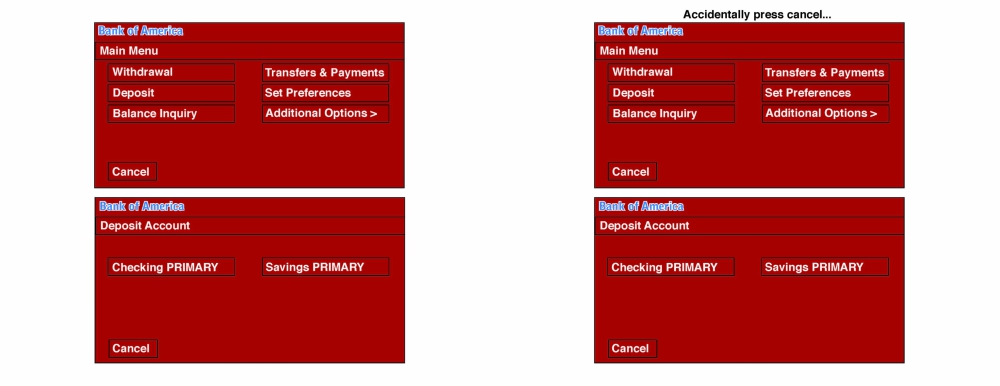 Bank of America
Main Menu
Withdrawal Transfers & Payments
Deposit Set Preferences
Balance Inquiry Additional Options >
Cancel
Bank of America
Deposit Account
Checking PRIMARY Savings PRIMARY
Cancel
Accidentally press cancel...
Bank of America
Main Menu
Withdrawal Transfers & Payments
Deposit Set Preferences
Balance Inquiry Additional Options >
Cancel
Bank of America
Deposit Account
Checking PRIMARY Savings PRIMARY
Cancel